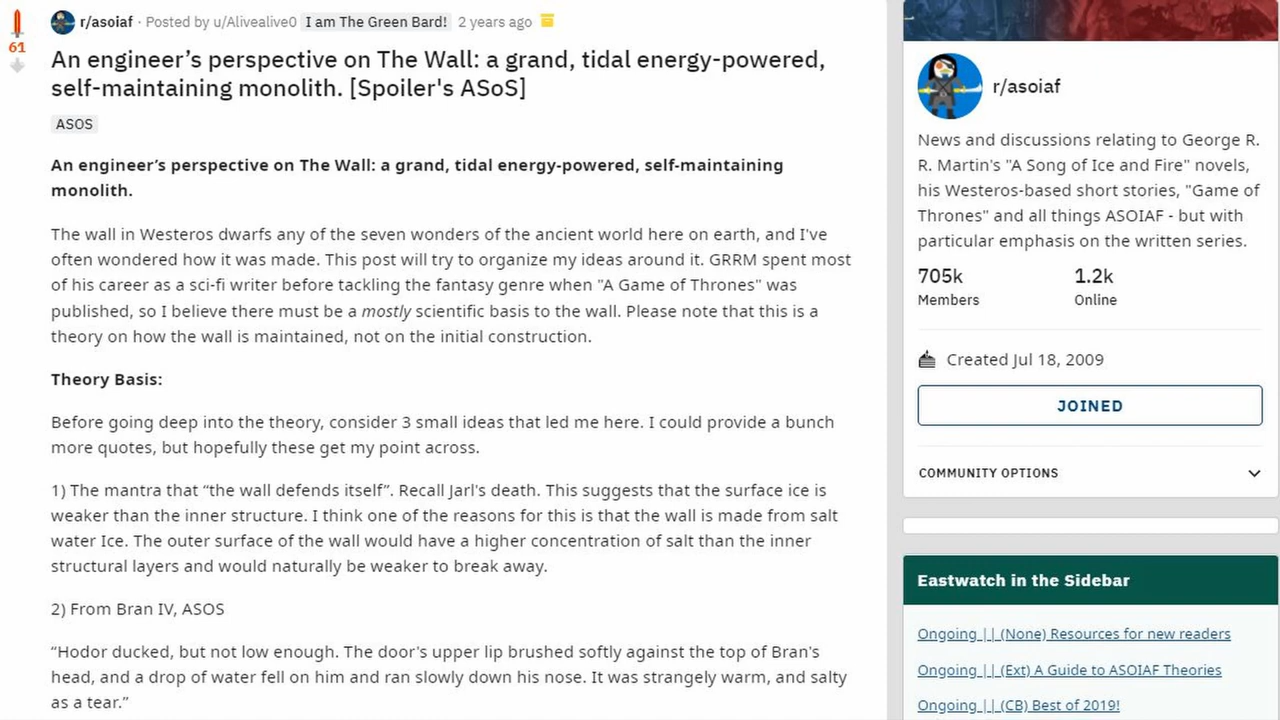 r/asoiaf · Posted by u/Alivealive0 I am The Green Bard! 2 years ago
61
An engineer’s perspective on The Wall: a grand, tidal energy-powered,
self-maintaining monolith. [Spoiler's ASoS]
ASOS
An engineer’s perspective on The Wall: a grand, tidal energy-powered, self-maintaining
monolith.
The wall in Westeros dwarfs any of the seven wonders of the ancient world here on earth, and I've
often wondered how it was made. This post will try to organize my ideas around it. GRRM spent most
of his career as a sci-fi writer before tackling the fantasy genre when "A Game of Thrones" was
published, so I believe there must be a mostly scientific basis to the wall. Please note that this is a
theory on how the wall is maintained, not on the initial construction.
Theory Basis:
Before going deep into the theory, consider 3 small ideas that led me here. I could provide a bunch
more quotes, but hopefully these get my point across.
1) The mantra that “the wall defends itself”. Recall Jarl's death. This suggests that the surface ice is
weaker than the inner structure. I think one of the reasons for this is that the wall is made from salt
water Ice. The outer surface of the wall would have a higher concentration of salt than the inner
structural layers and would naturally be weaker to break away.
2) From Bran IV, ASOS
“Hodor ducked, but not low enough. The door's upper lip brushed softly against the top of Bran's
head, and a drop of water fell on him and ran slowly down his nose. It was strangely warm, and salty
as a tear.”
r/asoiaf
News and discussions relating to George R.
R. Martin's "A Song of Ice and Fire" novels,
his Westeros-based short stories, "Game of
Thrones" and all things ASOIAF - but with
particular emphasis on the written series.
705k 1.2k
Members Online
Created Jul 18, 2009
JOINED
COMMUNITY OPTIONS
Eastwatch in the Sidebar
Ongoing || (None) Resources for new readers
Ongoing || (Ext) A Guide to ASOIAF Theories
Ongoing || (CB) Best of 2019!